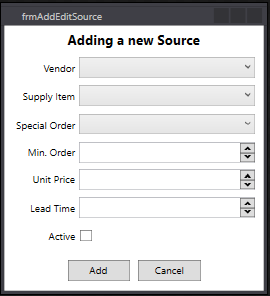 frmAddEditSource
Adding a new Source
Vendor
Supply Item
Special Order
Min. Order
Unit Price
Lead Time
Active
Add Cancel